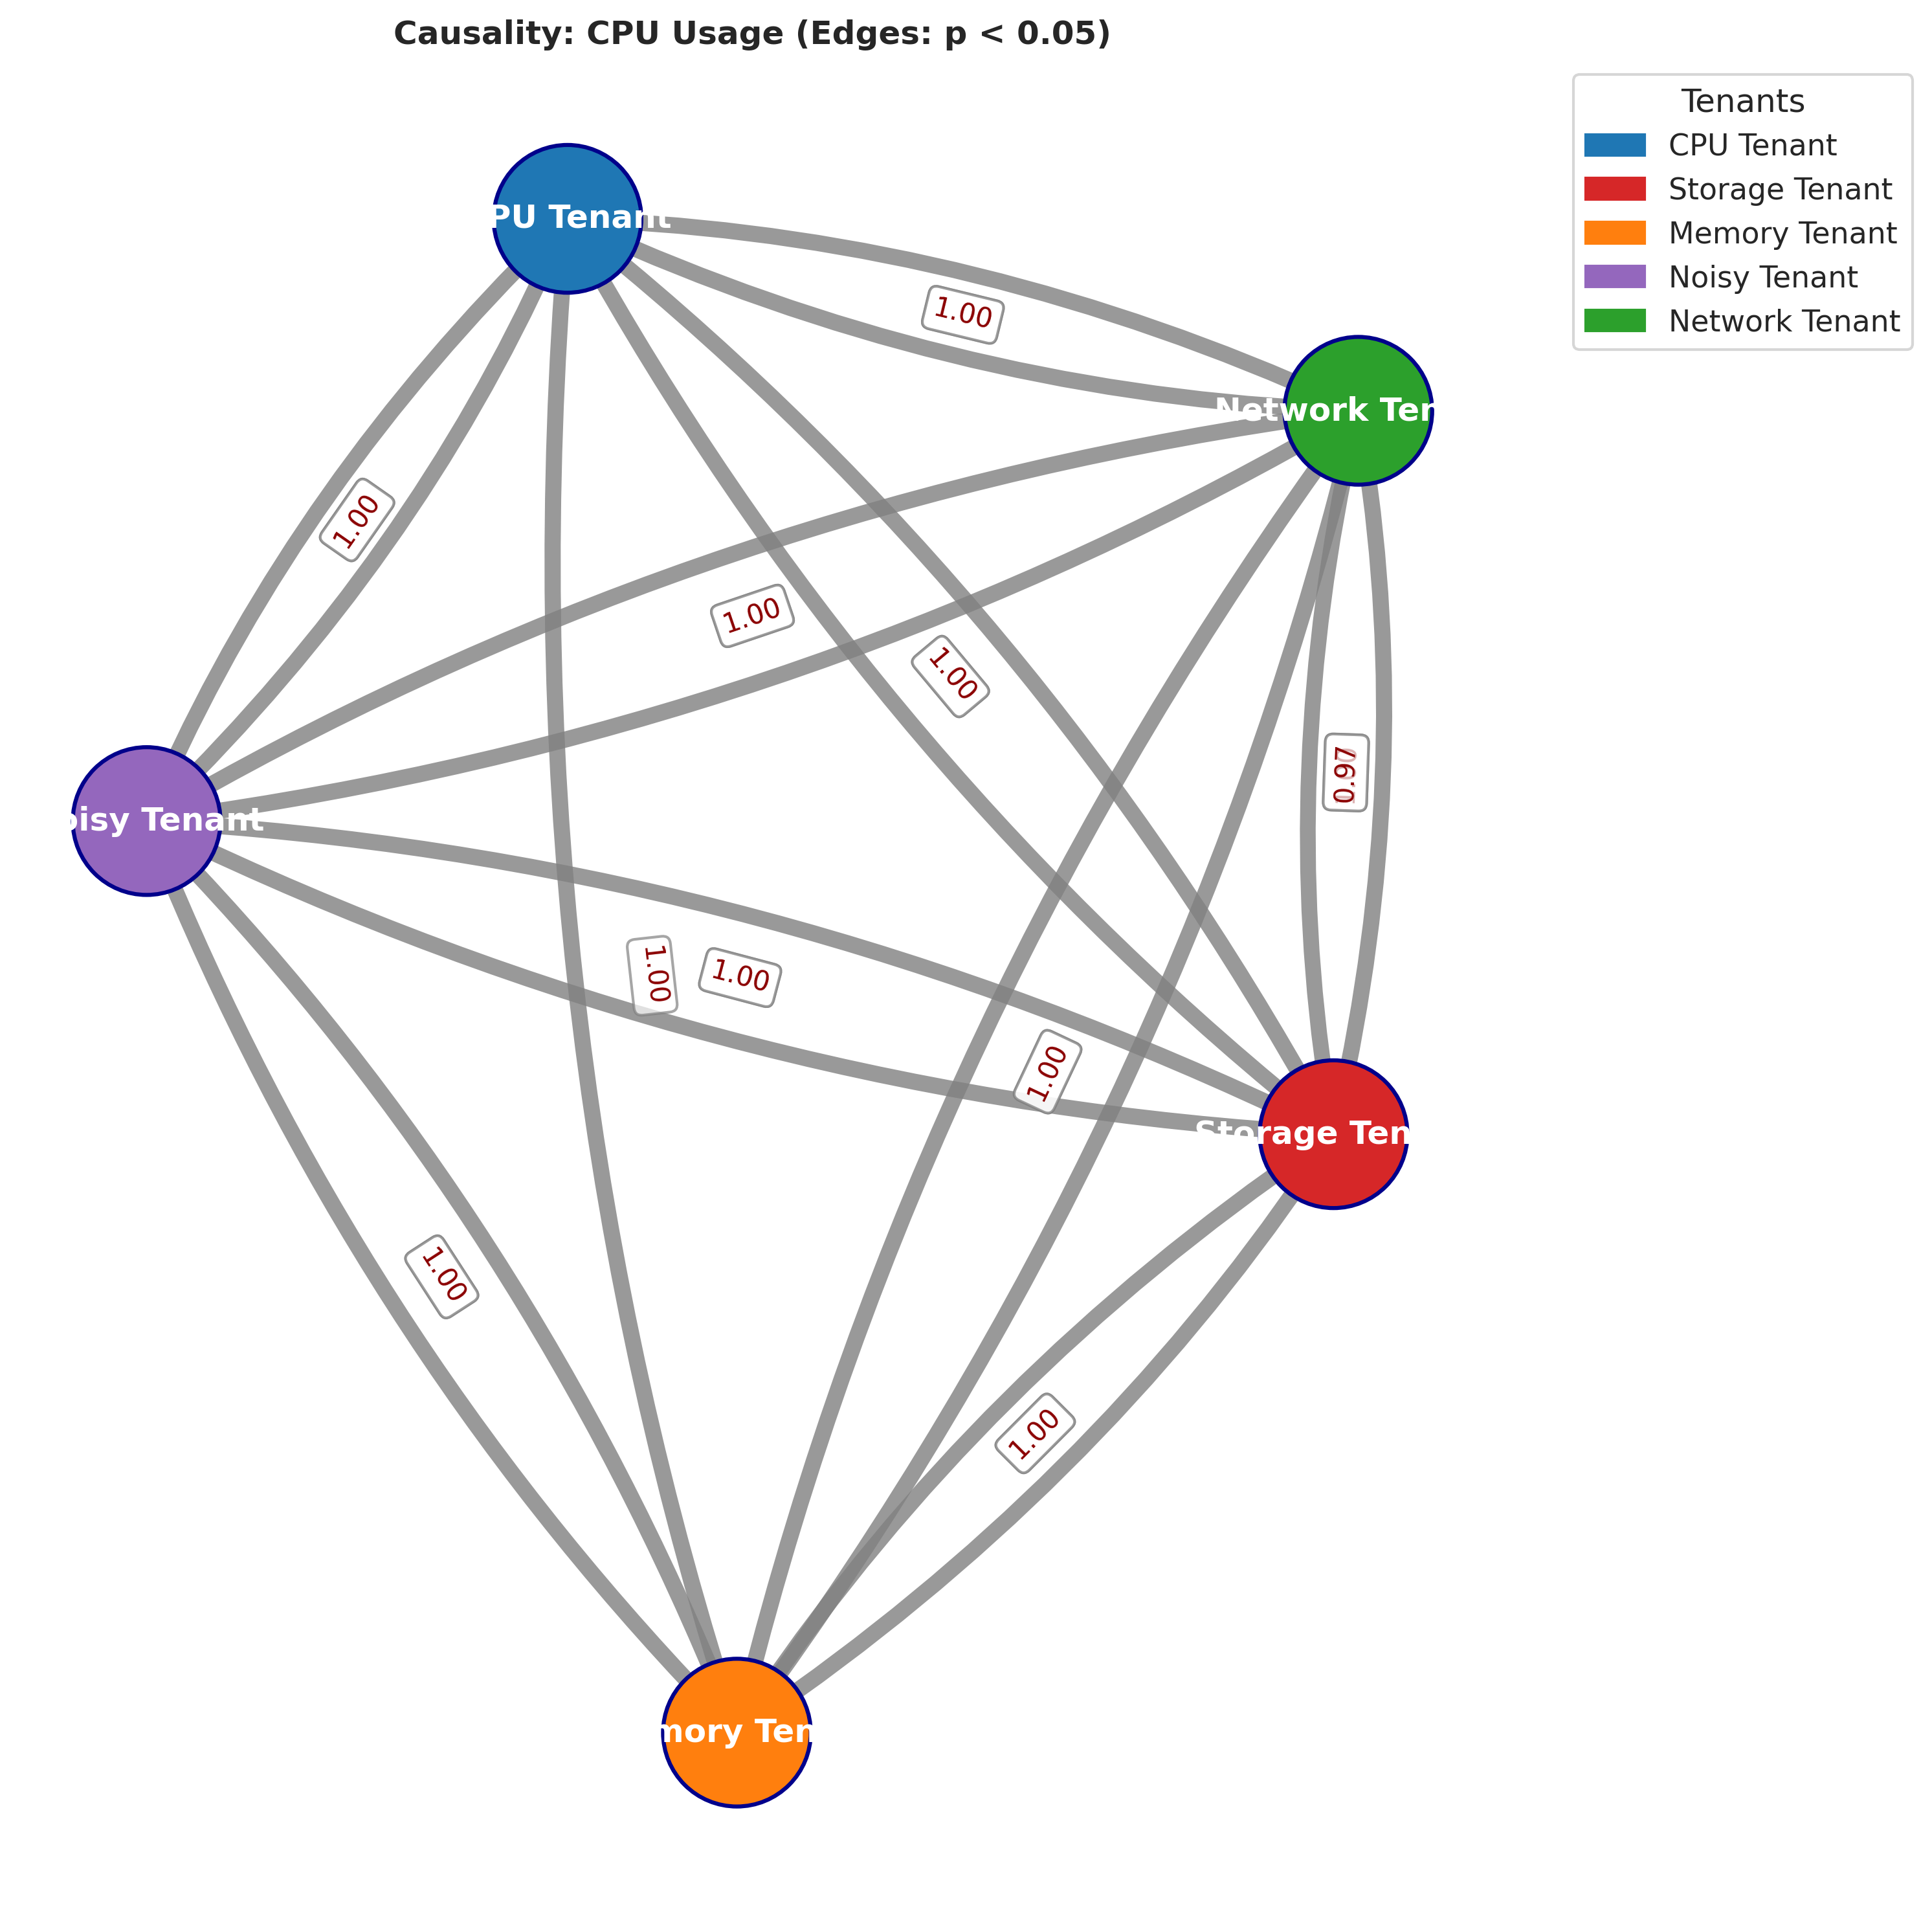 Causality: CPU Usage (Edges: p < 0.05)
Tenants
CPU Tenant
Storage Tenant
Memory Tenant
Noisy Tenant
Network Tenant
PU Tenant
1.00
Network Ten
1.00
1.00
1.00
0.97
oisy Tenant
1.00
1.00
1.00
Storage Ten
1.00
1.00
mory Ten